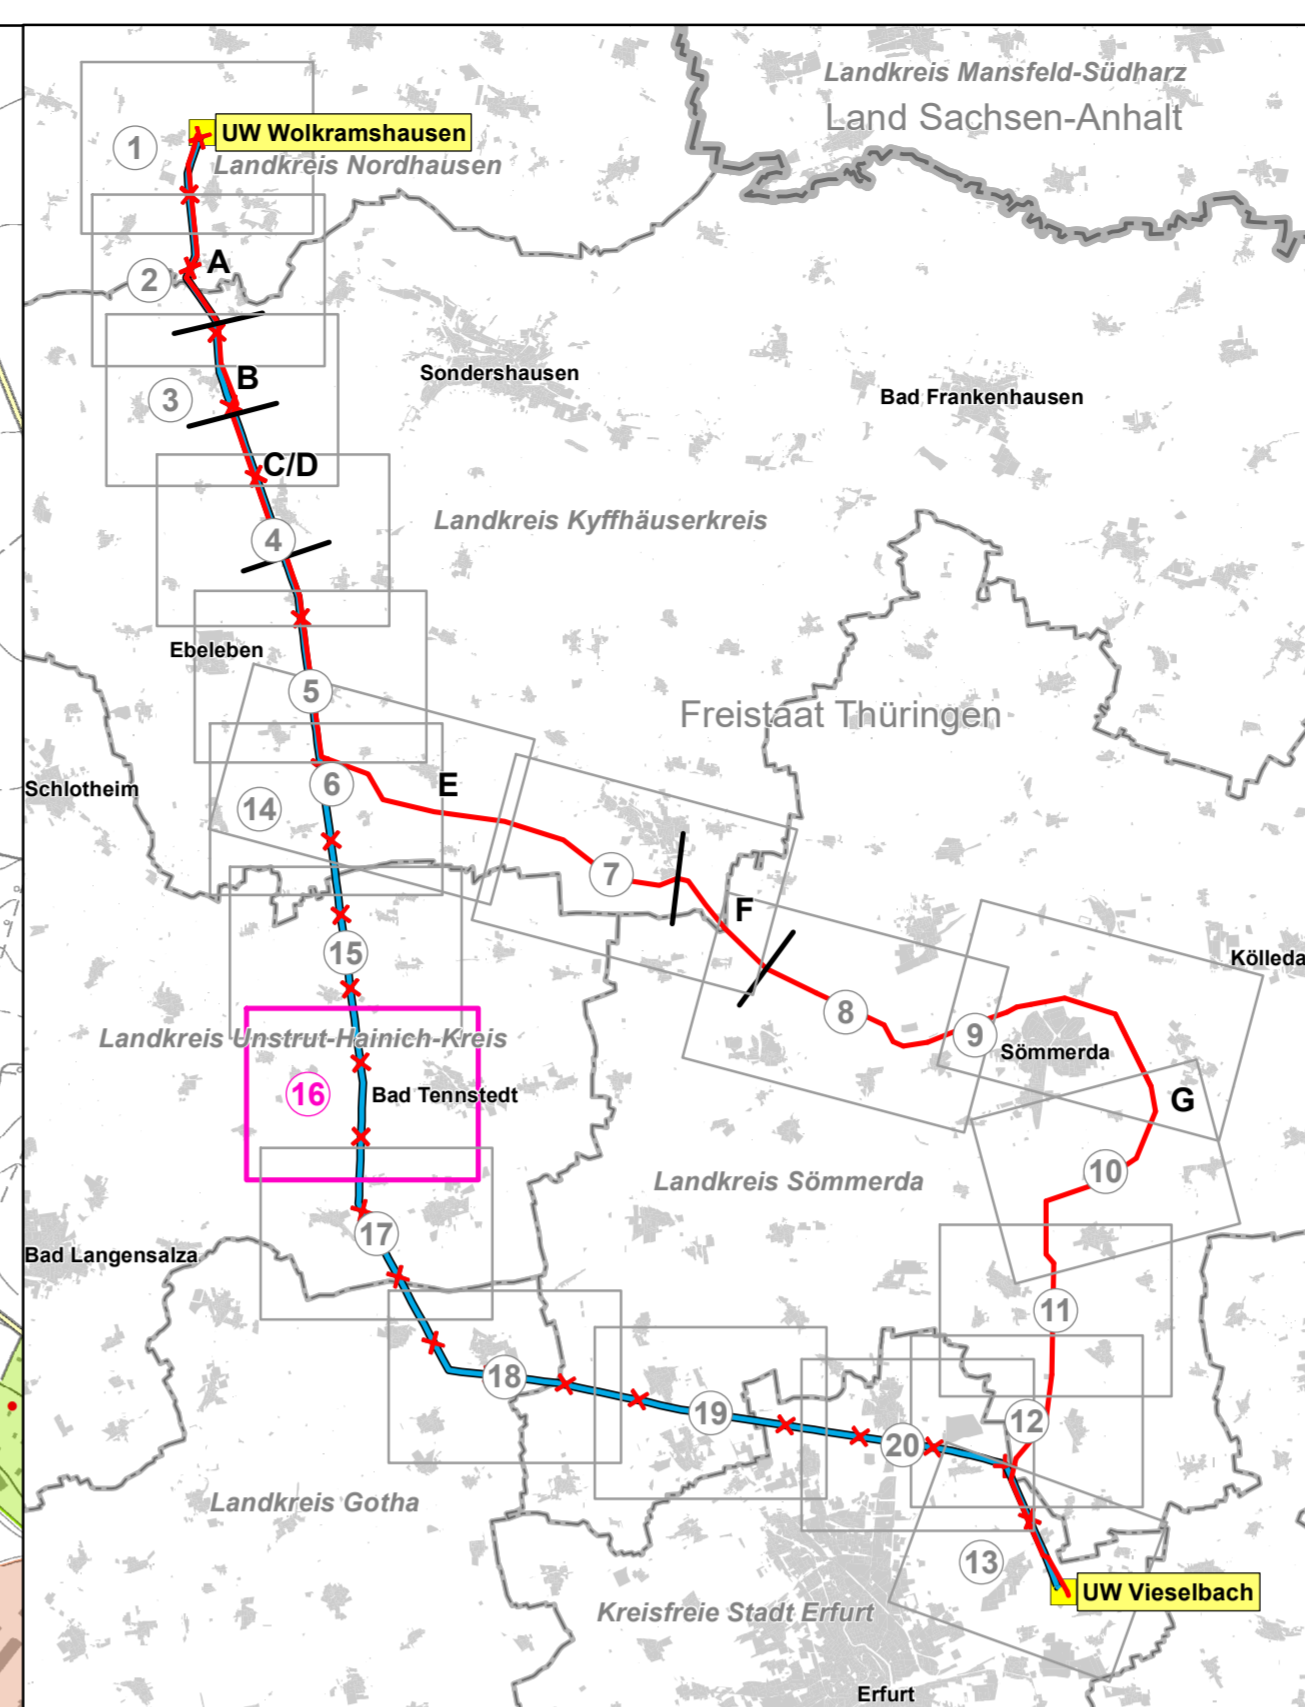 Landkreis Mansfeld-Südharz
Land Sachsen-Anhalt
UW Wolkramshausen
1
Landkreis Nordhausen
A
2
Sondershausen
B
3
Bad Frankenhausen
C/D
Landkreis Kyffhäuserkreis
4
Ebeleben
5
Freistaat Thüringen
Schlotheim
6
E
14
7
F
15
Kölleda
8
9
Landkreis Unstrut-Hainich-Kreis
Sömmerda
16
Bad Tennstedt
G
10
Landkreis Sömmerda
17
Bad Langensalza
11
18
19
12
20
Landkreis Gotha
13
UW Vieselbach
Kreisfreie Stadt Erfurt
Erfurt